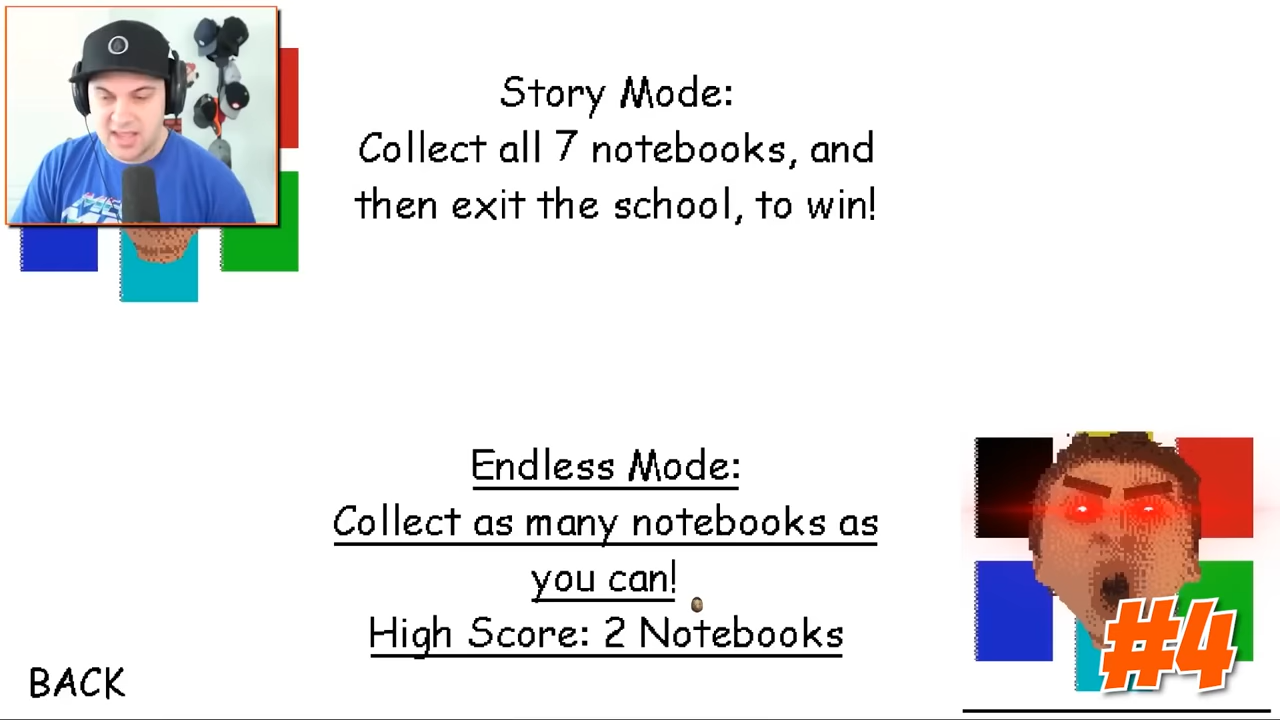 Story Mode:
Collect all 7 notebooks, and
then exit the school, to win!
Endless Mode:
Collect as many notebooks as
you can!
High Score: 2 Notebooks
BACK
#4